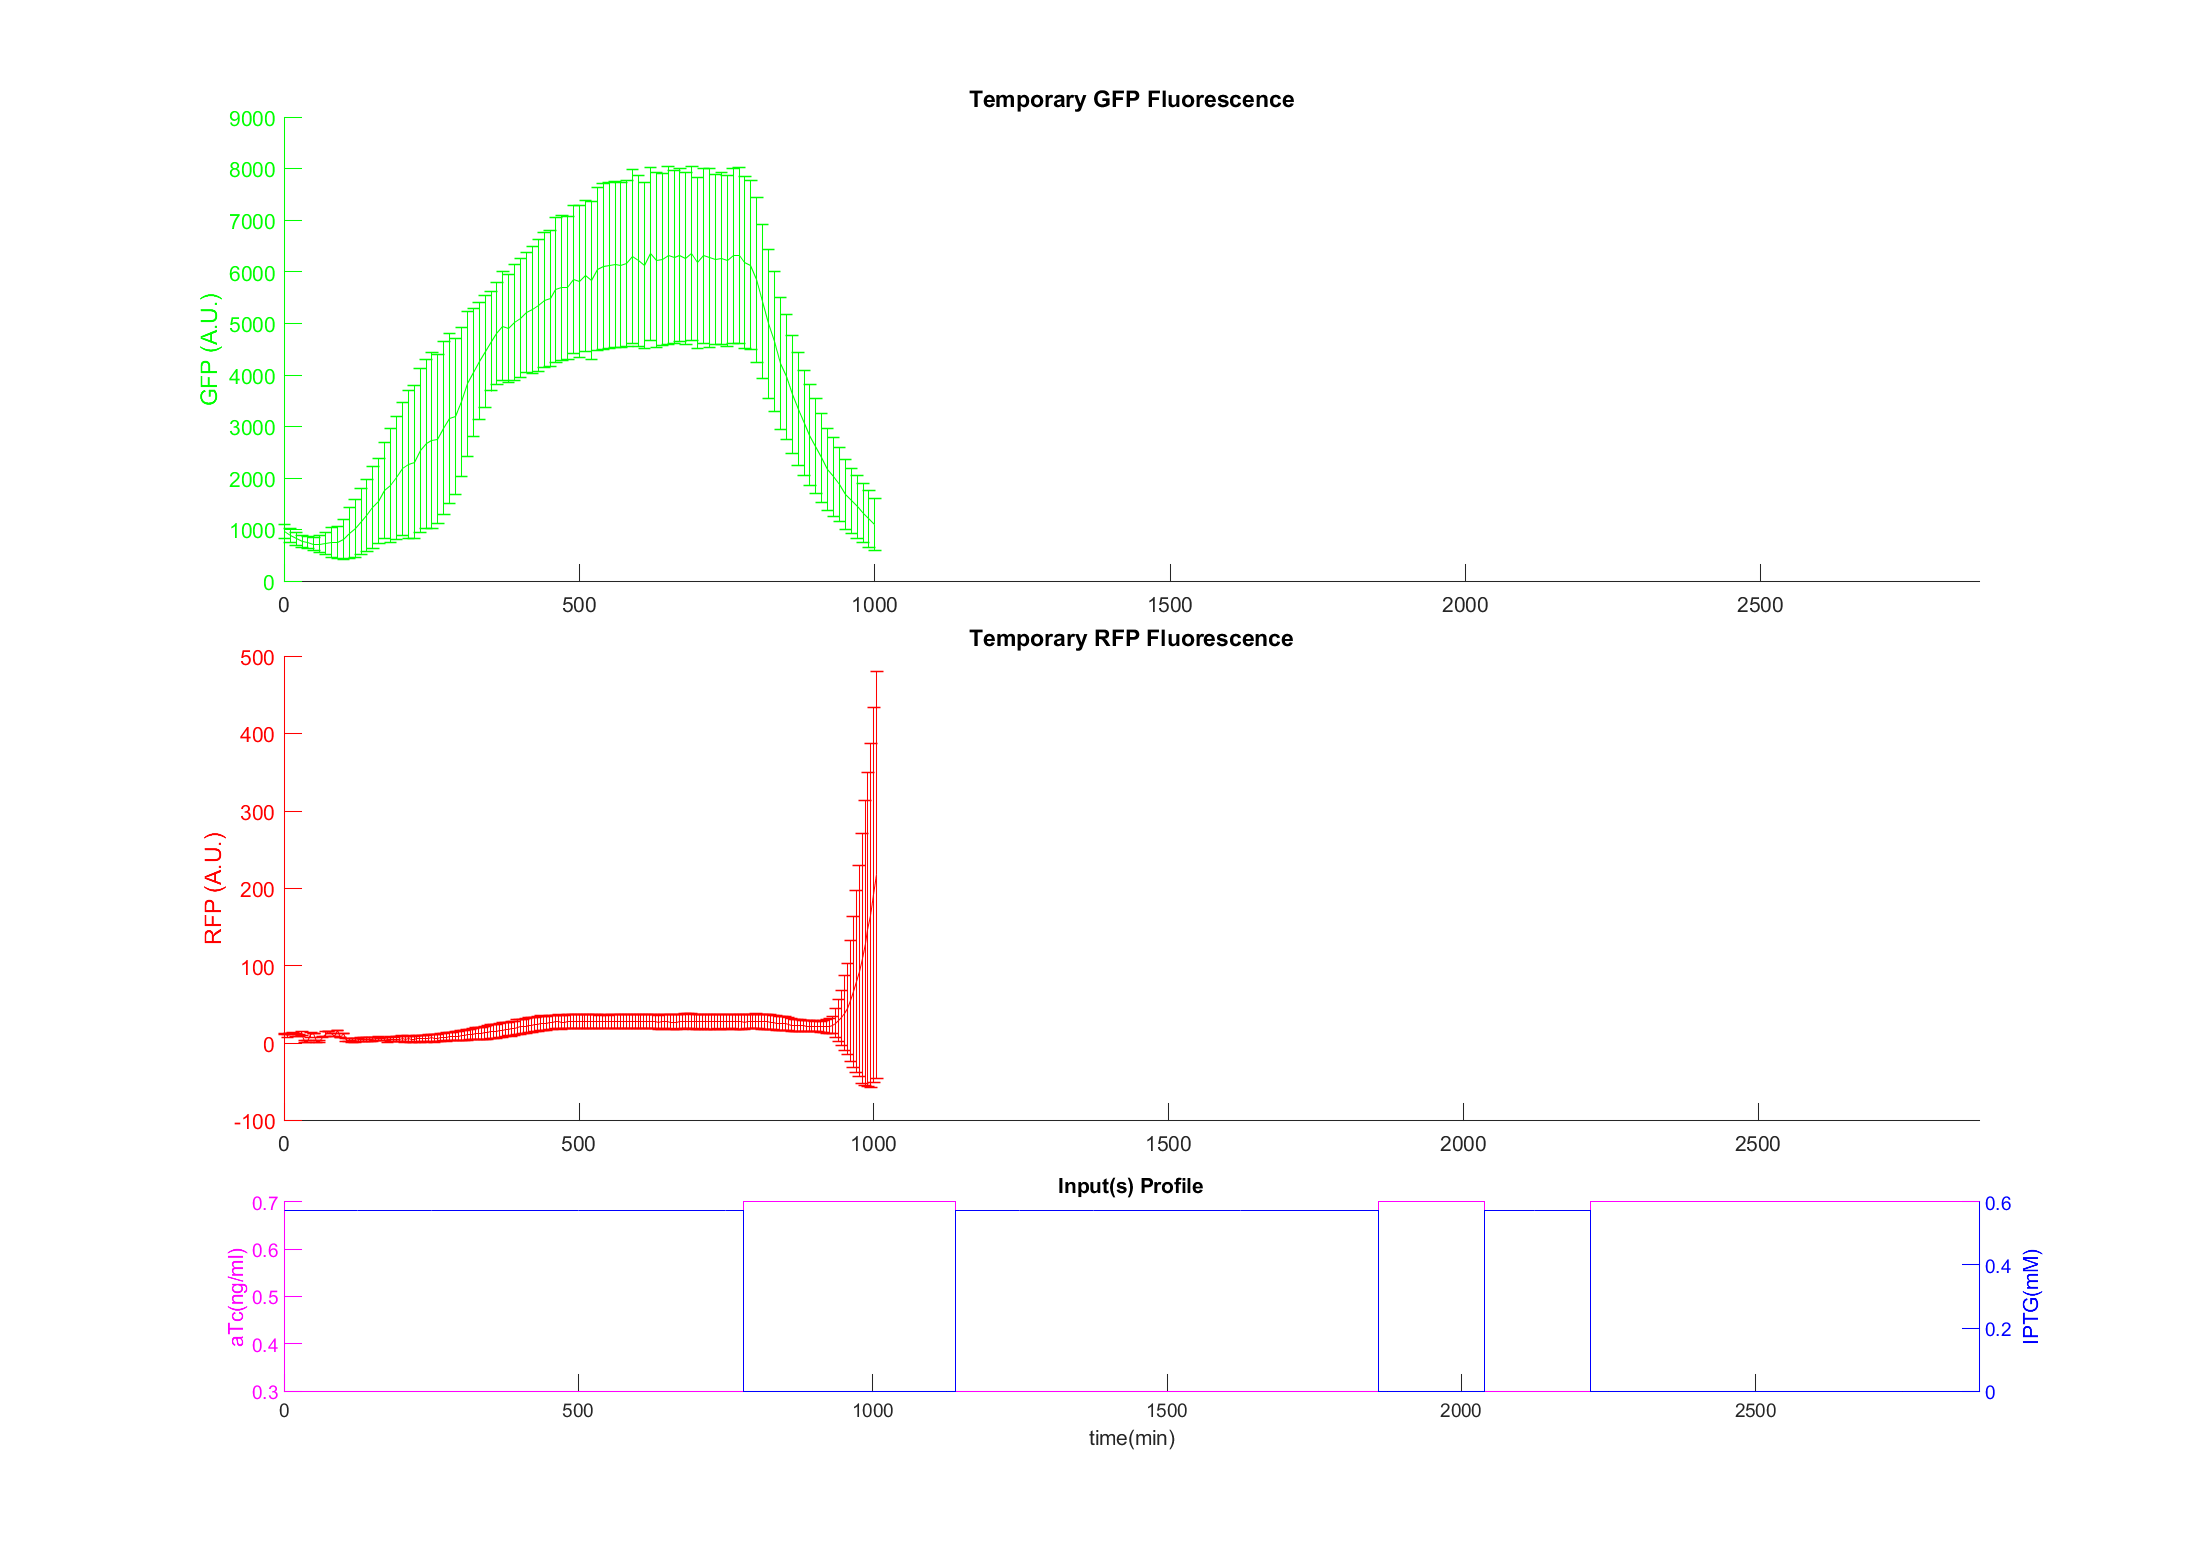 Temporary GFP Fluorescence
9000
8000
7000
6000
5000
4000
3000
2000
1000
0
GFP (A.U.)
0 500 1000 1500 2000 2500
Temporary RFP Fluorescence
500
400
300
200
100
0
-100
RFP (A.U.)
0 500 1000 1500 2000 2500
Input(s) Profile
0.7
0.6
0.5
0.4
0.3
aTc(ng/ml)
0.6
0.4
0.2
0
IPTG(mM)
0 500 1000 1500 2000 2500
time(min)